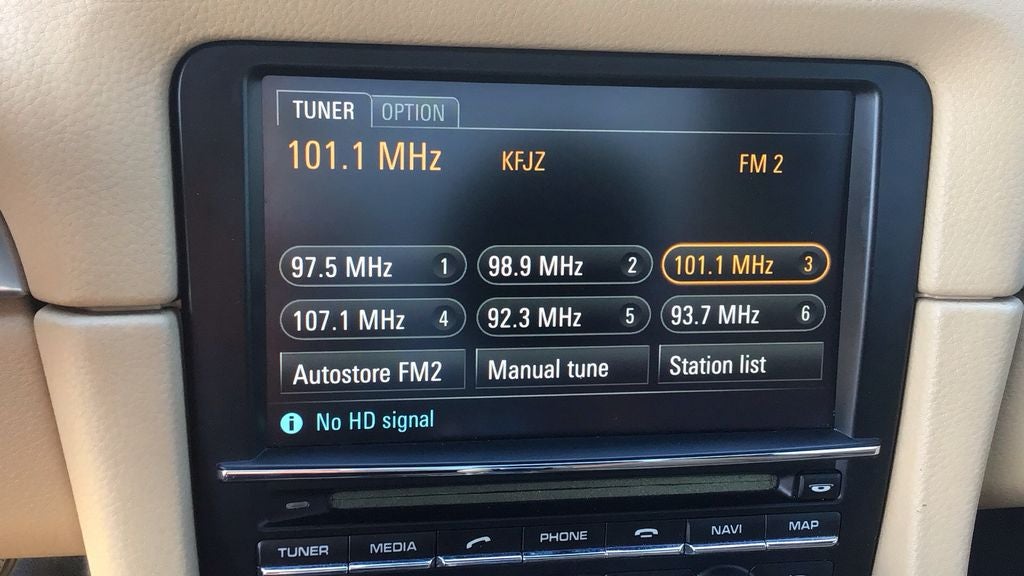 TUNER OPTION
101.1 MHz KFJZ FM 2
97.5 MHz 1 98.9 MHz 2 101.1 MHz 3
107.1 MHz 4 92.3 MHz 5 93.7 MHz 6
Autostore FM2 Manual tune Station list
i No HD signal
TUNER MEDIA PHONE NAVI MAP